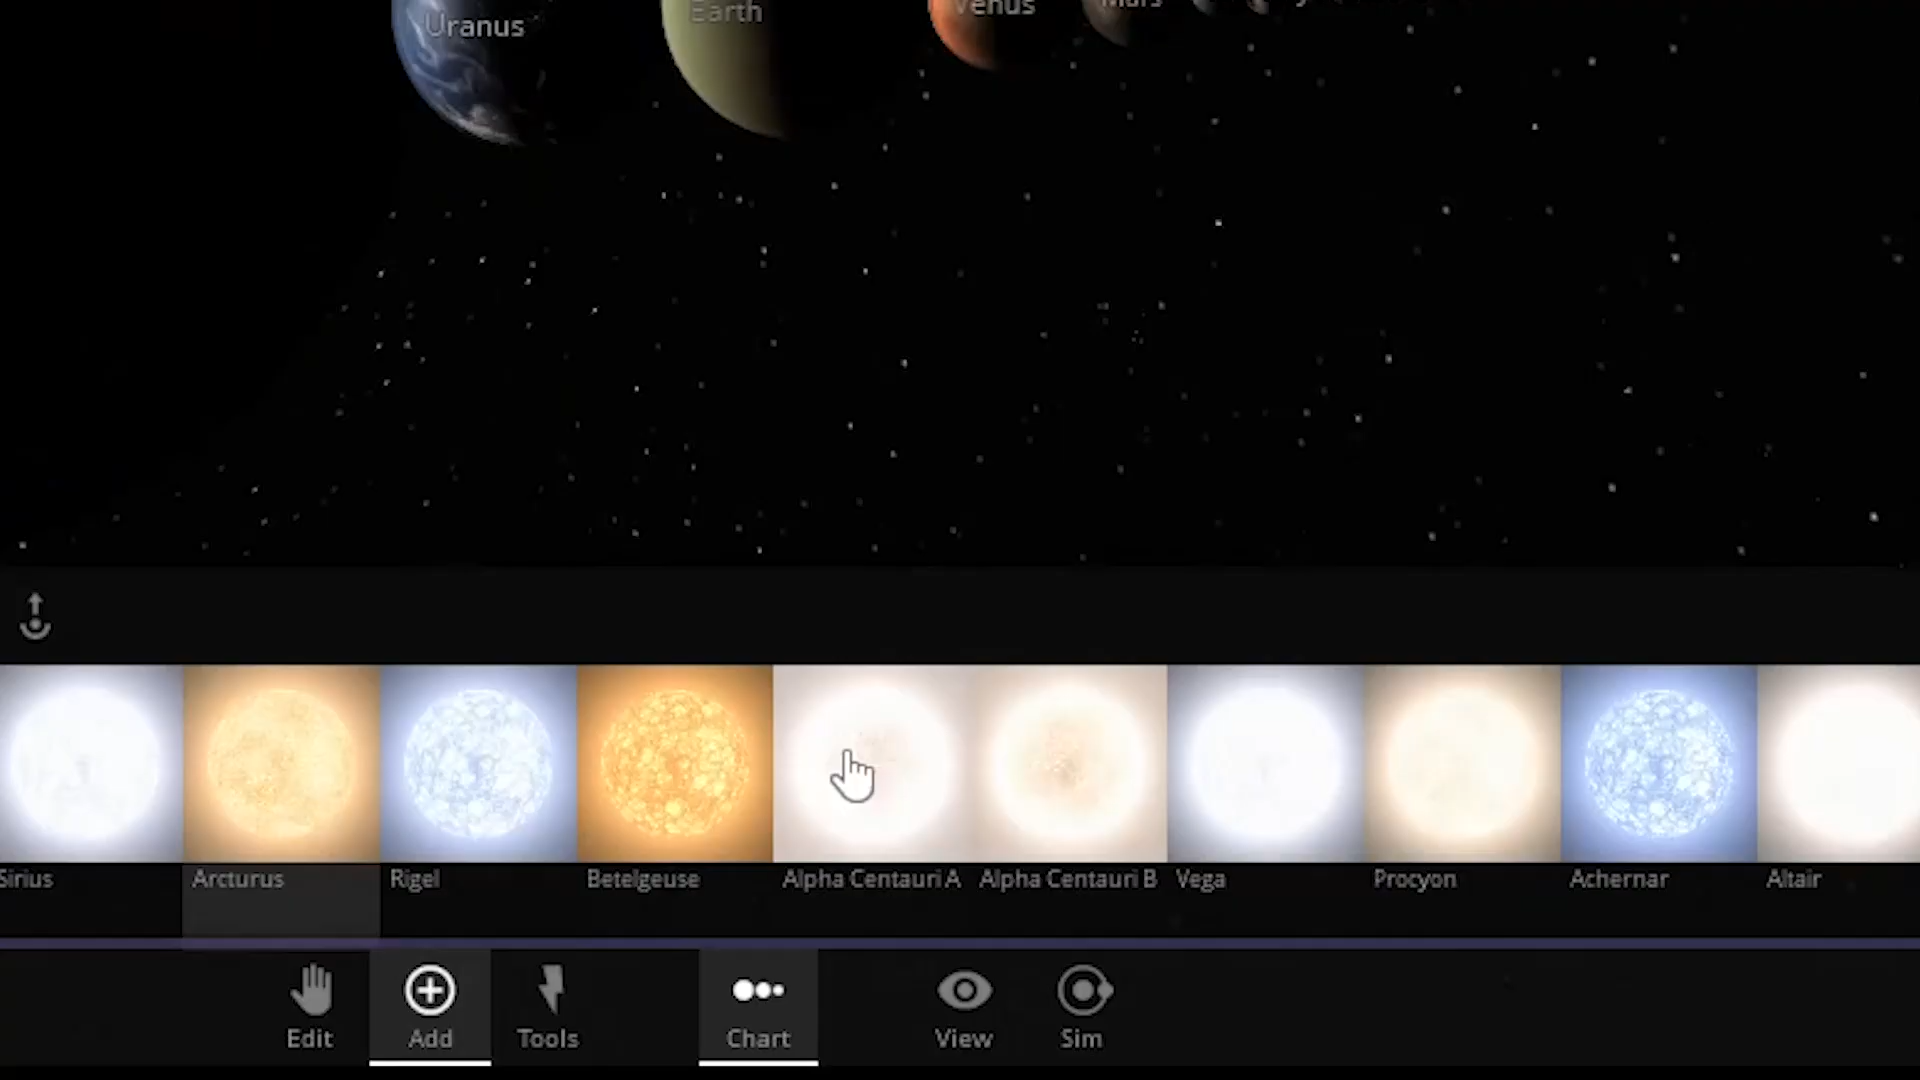 Uranus
Earth
Venus
Mars
Sirius
Arcturus
Rigel
Betelgeuse
Alpha Centauri A
Alpha Centauri B
Vega
Procyon
Achernar
Altair
Edit
Add
Tools
Chart
View
Sim